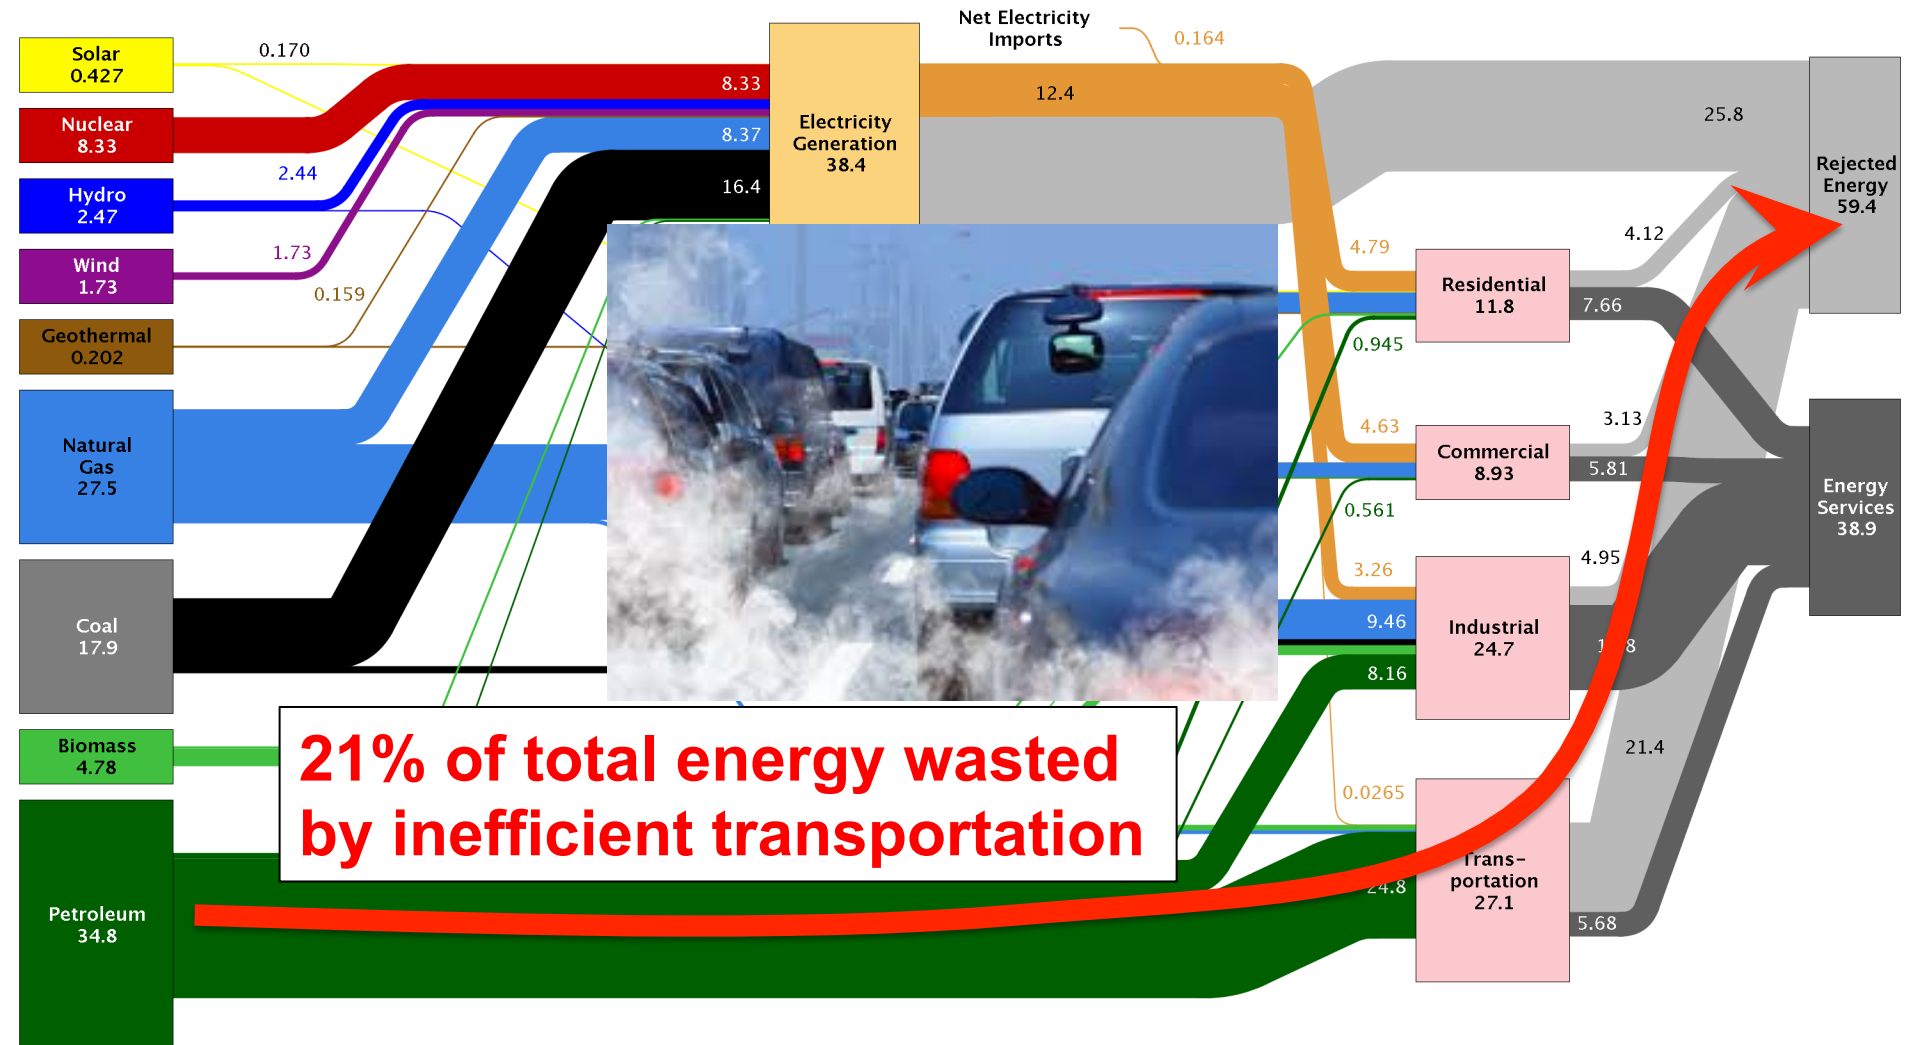 Solar
0.427
Nuclear
8.33
Hydro
2.47
Wind
1.73
Geothermal
0.202
Natural
Gas
27.5
Coal
17.9
Biomass
4.78
Petroleum
34.8
0.170
2.44
1.73
0.159
8.33
8.37
16.4
Electricity
Generation
38.4
Net Electricity
Imports
0.164
12.4
25.8
4.79
0.945
4.63
0.561
3.26
9.46
8.16
0.0265
24.8
Residential
11.8
Commercial
8.93
Industrial
24.7
Trans-
portation
27.1
4.12
7.66
3.13
5.81
4.95
21.4
5.68
Rejected
Energy
59.4
Energy
Services
38.9
21% of total energy wasted
by inefficient transportation